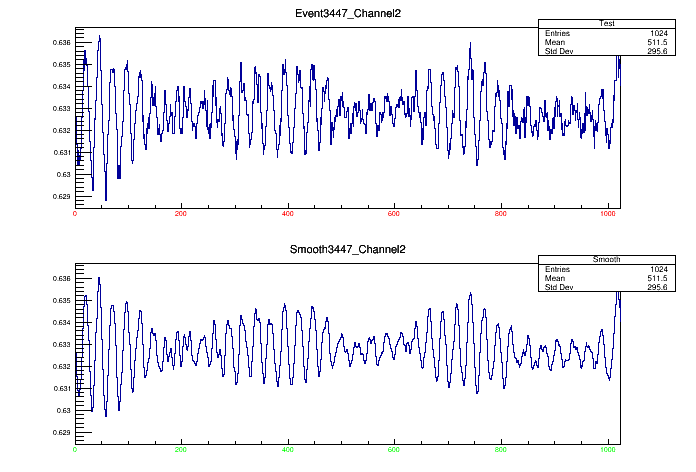 Event3447_Channel2
Test
Entries 1024
Mean 511.5
Std Dev 295.6
0.636
0.635
0.634
0.633
0.632
0.631
0.63
0.629
0 200 400 600 800 1000
Smooth3447_Channel2
Smooth
Entries 1024
Mean 511.5
Std Dev 295.6
0.636
0.635
0.634
0.633
0.632
0.631
0.63
0.629
0 200 400 600 800 1000